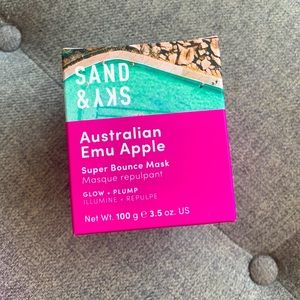 SAND
& SKY
Australian
Emu Apple
Super Bounce Mask
Masque repulpant
GLOW + PLUMP
ILLUMINE + REPULPE
Net Wt. 100 g ℮ 3.5 oz. US